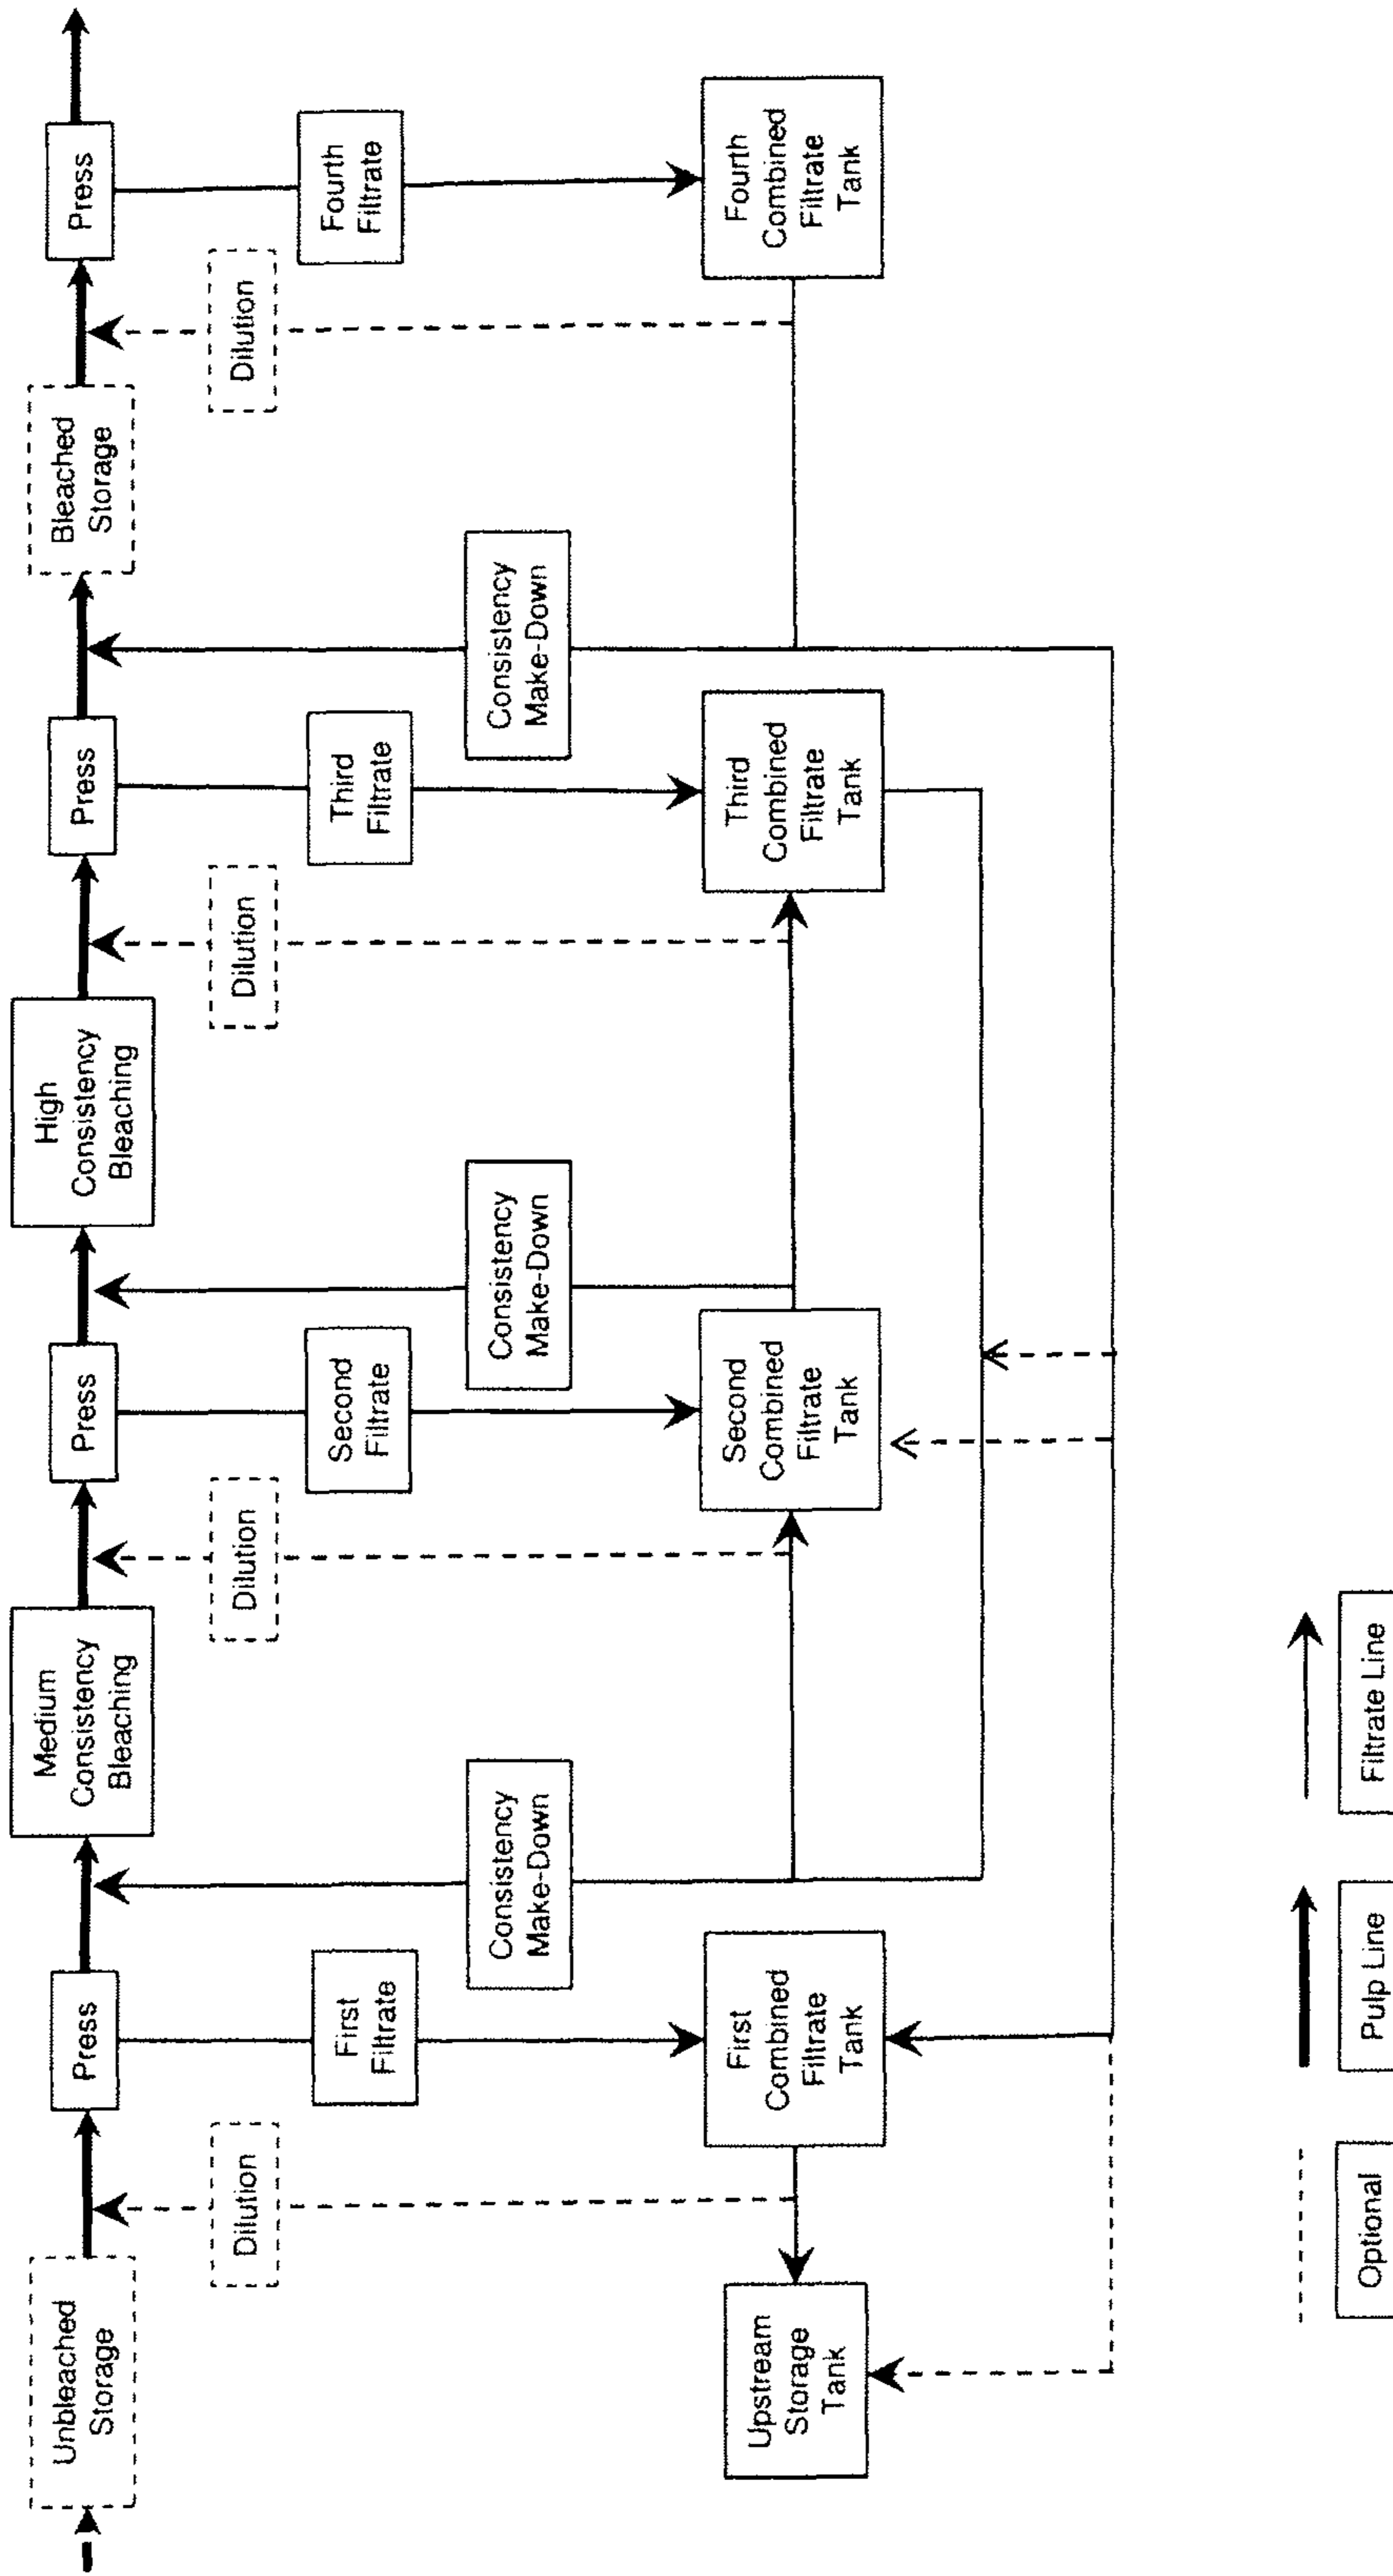 Unbleached
Storage
Press
Medium
Consistency
Bleaching
Press
High
Consistency
Bleaching
Press
Bleached
Storage
Press
Dilution
First
Filtrate
Dilution
Second
Filtrate
Dilution
Third
Filtrate
Dilution
Fourth
Filtrate
Consistency
Make-Down
Consistency
Make-Down
Consistency
Make-Down
Upstream
Storage
Tank
First
Combined
Filtrate
Tank
Second
Combined
Filtrate
Tank
Third
Combined
Filtrate
Tank
Fourth
Combined
Filtrate
Tank
Optional
Pulp Line
Filtrate Line